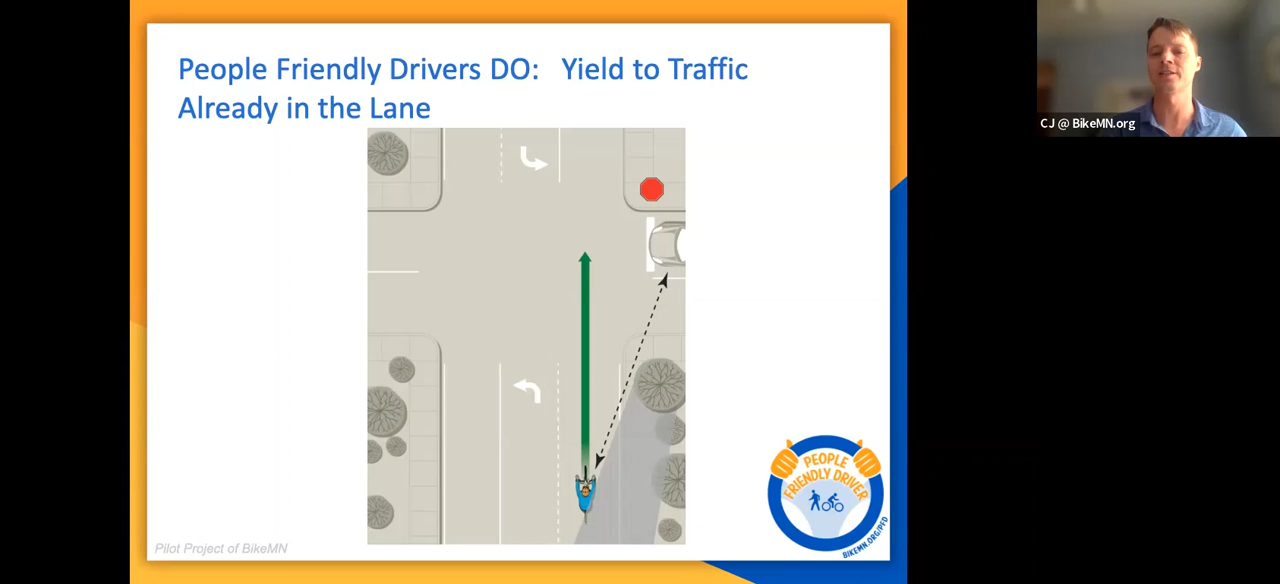 People Friendly Drivers DO: Yield to Traffic
Already in the Lane
CJ @ BikeMN.org
PEOPLE
FRIENDLY DRIVER
BIKEMN.ORG/PFD
Pilot Project of BikeMN